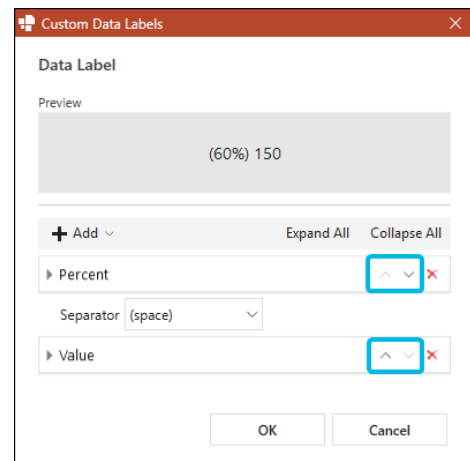 Custom Data Labels
Data Label
Preview
(60%) 150
Add Expand All Collapse All
Percent
Separator (space)
Value
OK Cancel